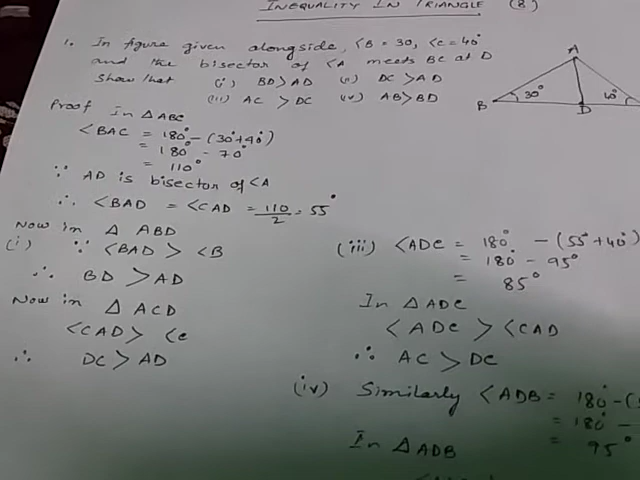 INEQUALITY IN TRIANGLE (8)
1. In figure given alongside, <B = 30, <C = 40°
and the bisector of <A meets BC at D
Show that (i) BD > AD (ii) DC > AD
(iii) AC > DC (iv) AB > BD
A
B 30° D 40°
Proof In △ ABC
<BAC = 180° - (30° + 40°)
= 180° - 70°
= 110°
∵ AD is bisector of <A
∴ <BAD = <CAD = 110/2 = 55°
Now in △ ABD
(i) ∵ <BAD > <B
∴ BD > AD
Now in △ ACD
<CAD > <C
∴ DC > AD
(iii) <ADC = 180° - (55° + 40°)
= 180° - 95°
= 85°
In △ ADC
<ADC > <CAD
∴ AC > DC
(iv) Similarly <ADB = 180° - (
= 180° -
= 95°
In △ ADB